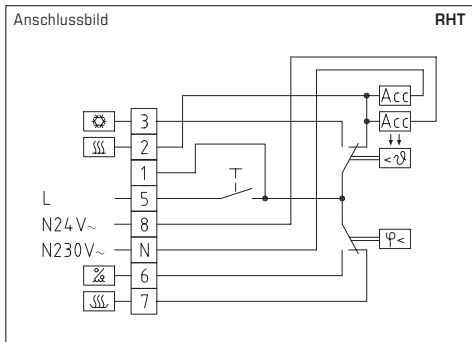 Anschlussbild RHT
Acc
3 Acc
2 <ϑ
1
L 5
N24V~ 8
N230V~ N φ<
% 6
7